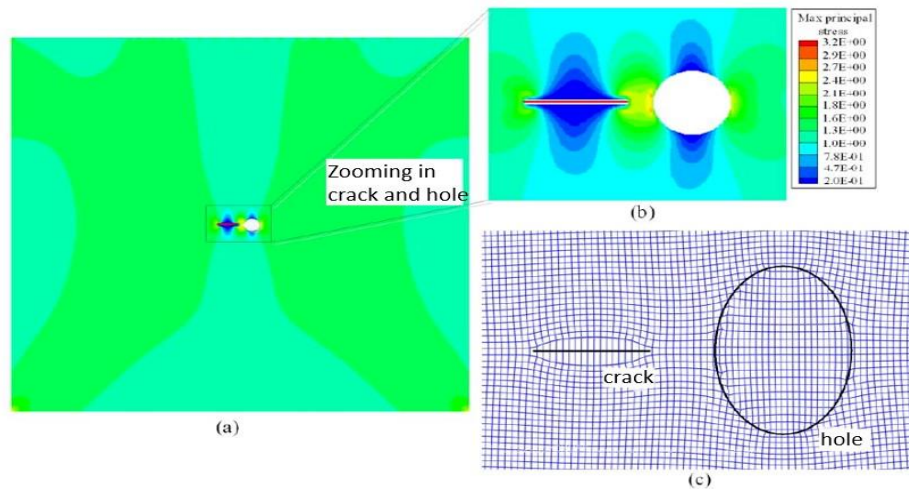 Zooming in
crack and hole
(a)
Max principal
stress
3.2E+00
2.9E+00
2.7E+00
2.4E+00
2.1E+00
1.8E+00
1.6E+00
1.3E+00
1.0E+00
7.8E-01
4.7E-01
2.0E-01
(b)
crack
hole
(c)